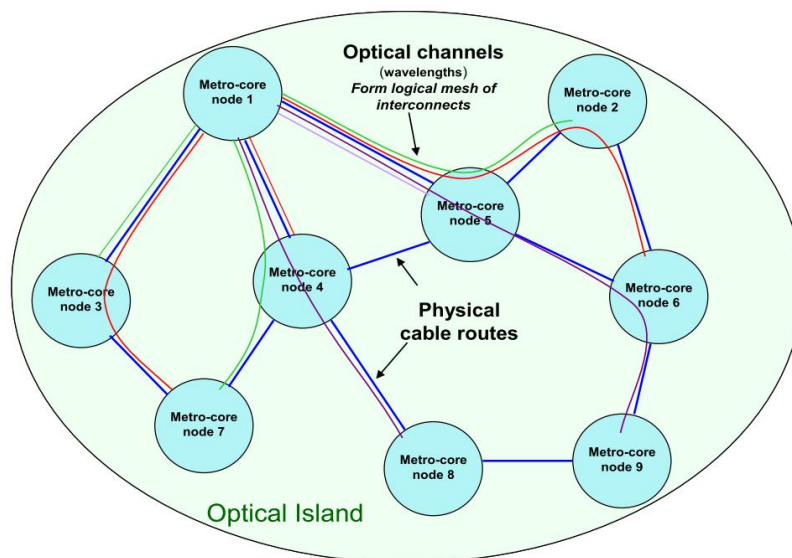 Optical channels
(wavelengths)
Form logical mesh of
interconnects
Metro-core
node 1
Metro-core
node 2
Metro-core
node 5
Metro-core
node 4
Metro-core
node 3
Metro-core
node 6
Physical
cable routes
Metro-core
node 7
Metro-core
node 8
Metro-core
node 9
Optical Island